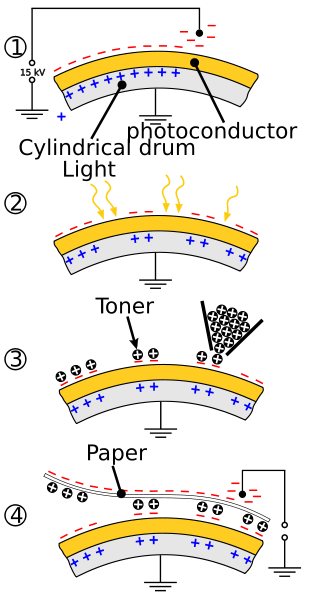 ①
15 kV
photoconductor
Cylindrical drum
Light
②
Toner
③
Paper
④